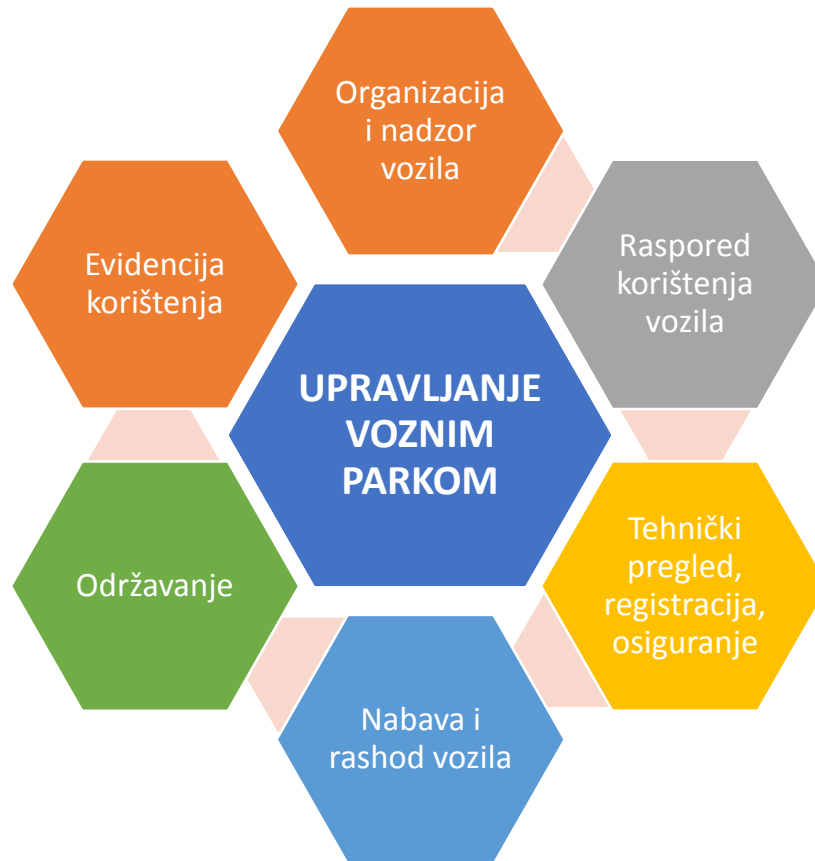 Organizacija
i nadzor
vozila
Evidencija
korištenja
Raspored
korištenja
vozila
UPRAVLJANJE
VOZNIM
PARKOM
Održavanje
Tehnički
pregled,
registracija,
osiguranje
Nabava i
rashod vozila